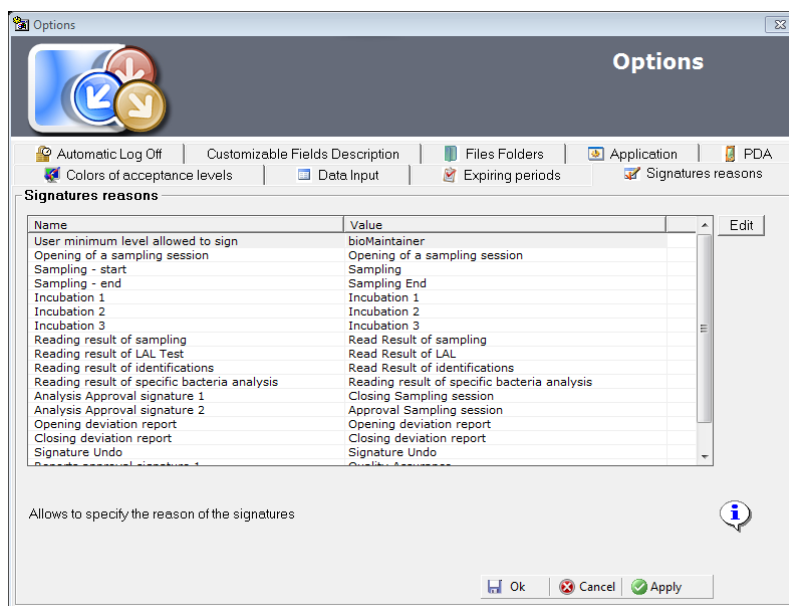 Options
Options
Automatic Log Off Customizable Fields Description Files Folders Application PDA
Colors of acceptance levels Data Input Expiring periods Signatures reasons
Signatures reasons
Name Value
Edit
User minimum level allowed to sign bioMaintainer
Opening of a sampling session Opening of a sampling session
Sampling - start Sampling
Sampling - end Sampling End
Incubation 1 Incubation 1
Incubation 2 Incubation 2
Incubation 3 Incubation 3
Reading result of sampling Read Result of sampling
Reading result of LAL Test Read Result of LAL
Reading result of identifications Read Result of identifications
Reading result of specific bacteria analysis Reading result of specific bacteria analysis
Analysis Approval signature 1 Closing Sampling session
Analysis Approval signature 2 Approval Sampling session
Opening deviation report Opening deviation report
Closing deviation report Closing deviation report
Signature Undo Signature Undo
Reports approval signature 1 Quality Assurance
Allows to specify the reason of the signatures
Ok Cancel Apply